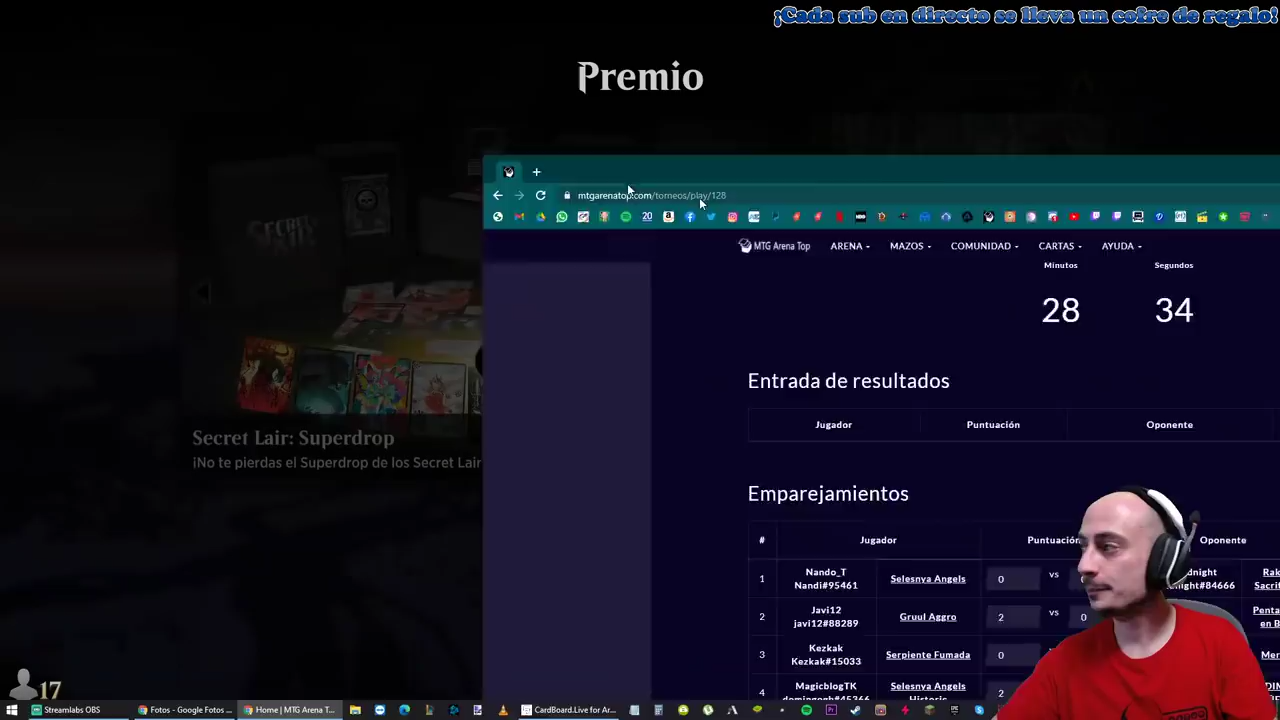 ¡Cada sub en directo se lleva un cofre de regalo!
Premio
mtgarenatop.com/torneos/play/128
MTG Arena Top
ARENA
MAZOS
COMUNIDAD
CARTAS
AYUDA
Minutos
Segundos
28
34
Entrada de resultados
Jugador
Puntuación
Oponente
Secret Lair: Superdrop
¡No te pierdas el Superdrop de los Secret Lair
Emparejamientos
#
Jugador
Puntuación
Oponente
1
Nando_T
Nandi#95461
Selesnya Angels
0
vs
2
Javi12
javi12#88289
Gruul Aggro
2
vs
0
3
Kezkak
Kezkak#15033
Serpiente Fumada
0
4
MagicblogTK
Selesnya Angels
2
17
Streamlabs OBS
Fotos - Google Fotos ...
Home | MTG Arena T...
CardBoard.Live for Ar...